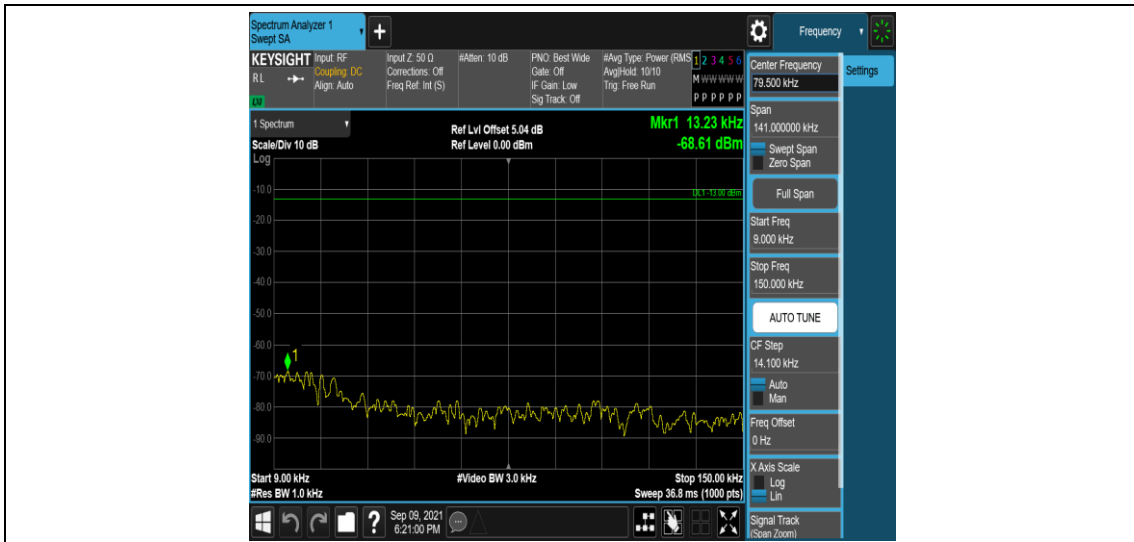 Spectrum Analyzer 1
Swept SA
Frequency
KEYSIGHT
RL
LXI
Input: RF
Coupling: DC
Align: Auto
Input Z: 50 Ω
Corrections: Off
Freq Ref: Int (S)
#Atten: 10 dB
PNO: Best Wide
Gate: Off
IF Gain: Low
Sig Track: Off
#Avg Type: Power (RMS
Avg|Hold: 10/10
Trig: Free Run
1 2 3 4 5 6
M W W W W W
P P P P P P
1 Spectrum
Scale/Div 10 dB
Log
Ref Lvl Offset 5.04 dB
Ref Level 0.00 dBm
Mkr1 13.23 kHz
-68.61 dBm
DL1 -13.00 dBm
-10.0
-20.0
-30.0
-40.0
-50.0
-60.0
1
-70.0
-80.0
-90.0
Start 9.00 kHz
#Res BW 1.0 kHz
#Video BW 3.0 kHz
Stop 150.00 kHz
Sweep 36.8 ms (1000 pts)
Center Frequency
79.500 kHz
Settings
Span
141.000000 kHz
Swept Span
Zero Span
Full Span
Start Freq
9.000 kHz
Stop Freq
150.000 kHz
AUTO TUNE
CF Step
14.100 kHz
Auto
Man
Freq Offset
0 Hz
X Axis Scale
Log
Lin
Signal Track
(Span Zoom)
?
Sep 09, 2021
6:21:00 PM